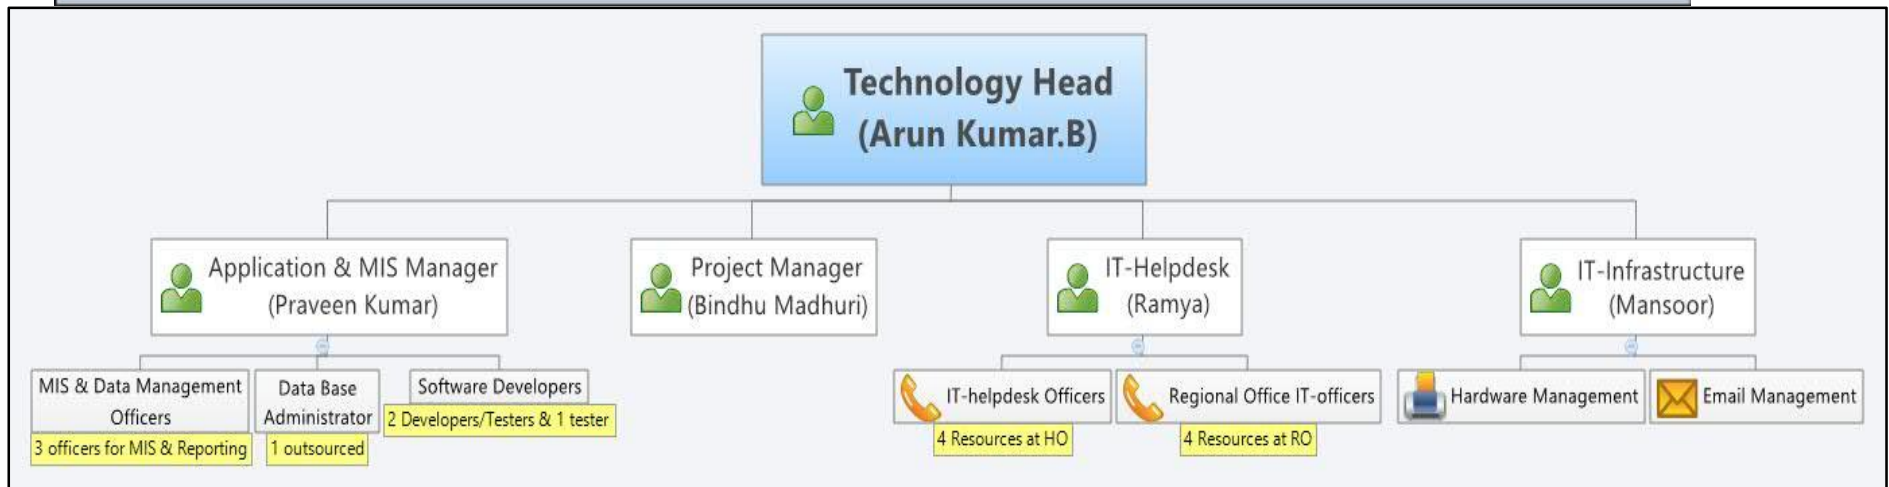 Technology Head
(Arun Kumar.B)
Application & MIS Manager
(Praveen Kumar)
Project Manager
(Bindhu Madhuri)
IT-Helpdesk
(Ramya)
IT-Infrastructure
(Mansoor)
MIS & Data Management
Officers
3 officers for MIS & Reporting
Data Base
Administrator
1 outsourced
Software Developers
2 Developers/Testers & 1 tester
IT-helpdesk Officers
4 Resources at HO
Regional Office IT-officers
4 Resources at RO
Hardware Management
Email Management